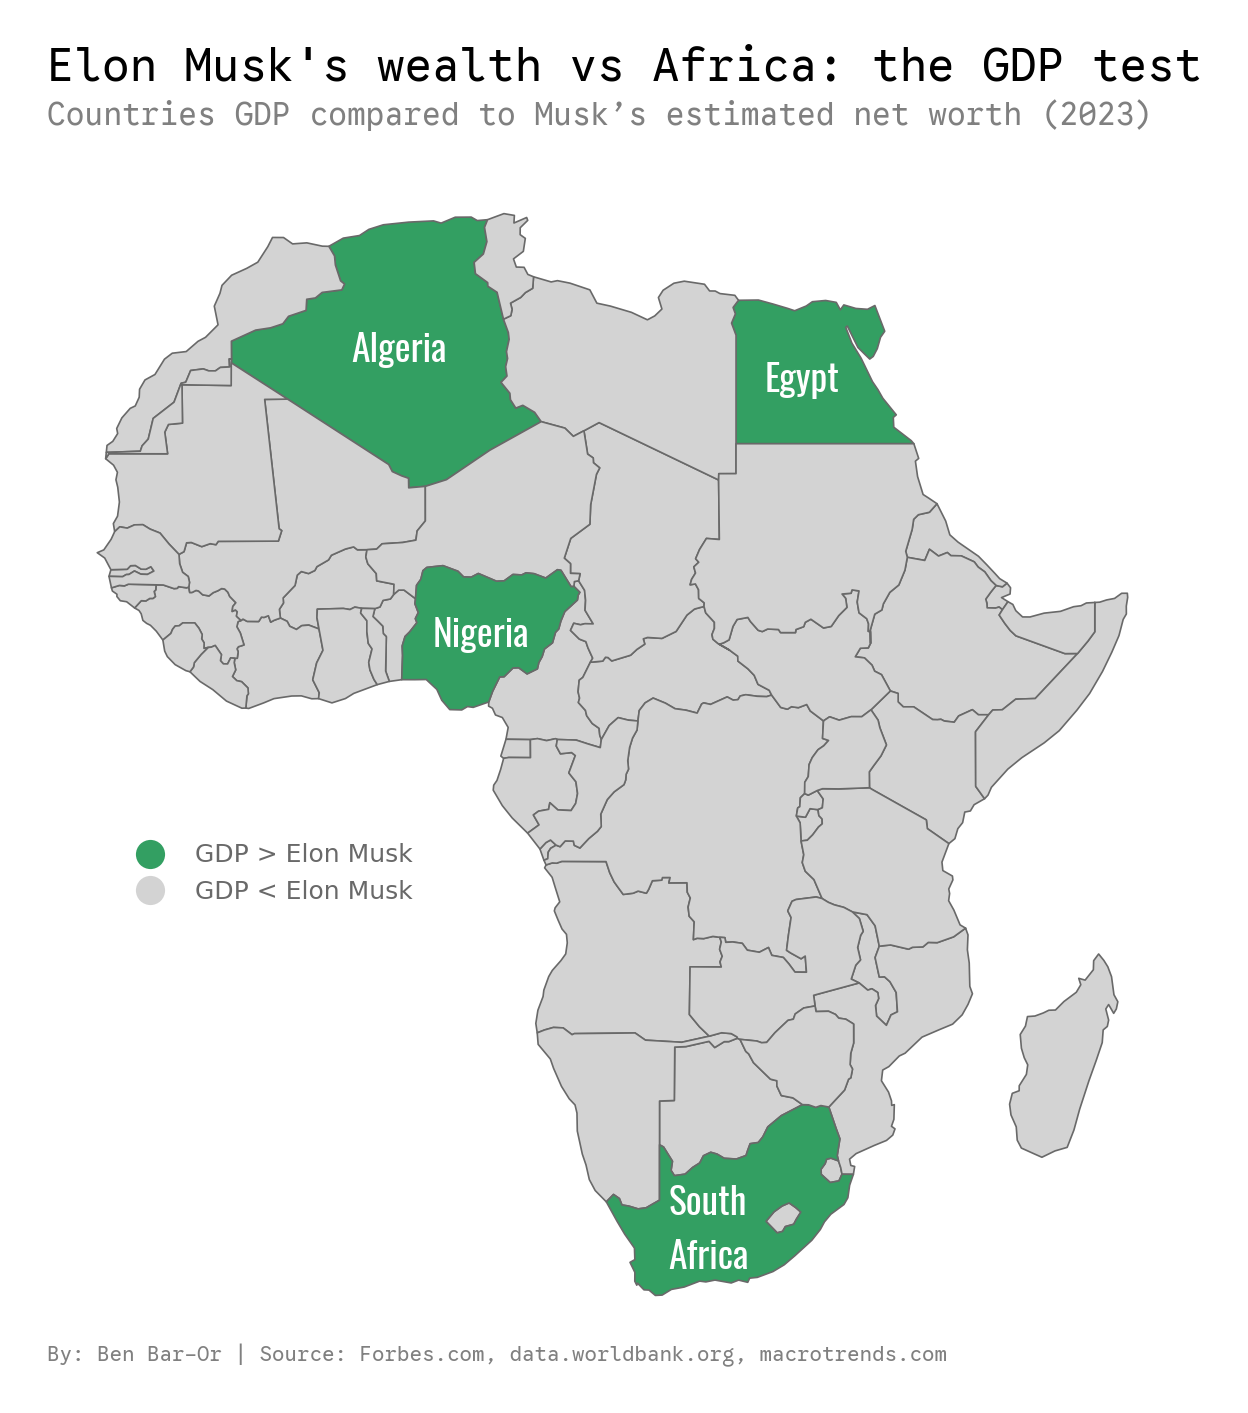 Elon Musk's wealth vs Africa: the GDP test
Countries GDP compared to Musk’s estimated net worth (2023)
Algeria
Egypt
Nigeria
GDP > Elon Musk
GDP < Elon Musk
South
Africa
By: Ben Bar-Or | Source: Forbes.com, data.worldbank.org, macrotrends.com